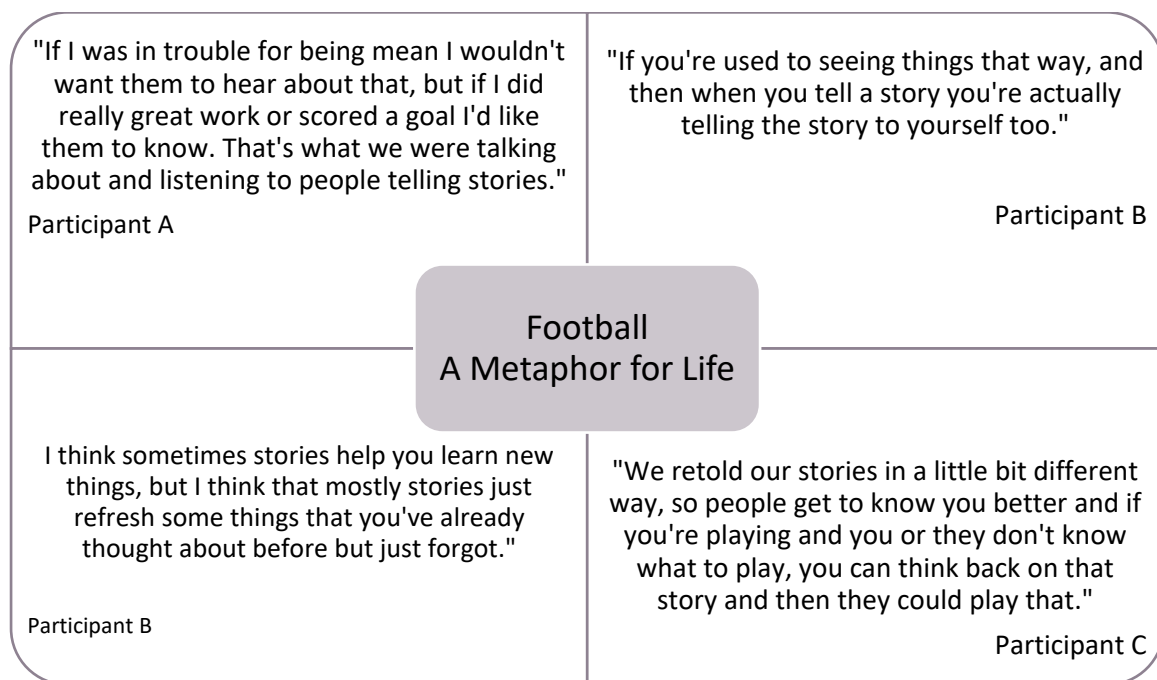 "If I was in trouble for being mean I wouldn't
want them to hear about that, but if I did
really great work or scored a goal I'd like
them to know. That's what we were talking
about and listening to people telling stories."
Participant A
"If you're used to seeing things that way, and
then when you tell a story you're actually
telling the story to yourself too."
Participant B
Football
A Metaphor for Life
I think sometimes stories help you learn new
things, but I think that mostly stories just
refresh some things that you've already
thought about before but just forgot."
Participant B
"We retold our stories in a little bit different
way, so people get to know you better and if
you're playing and you or they don't know
what to play, you can think back on that
story and then they could play that."
Participant C